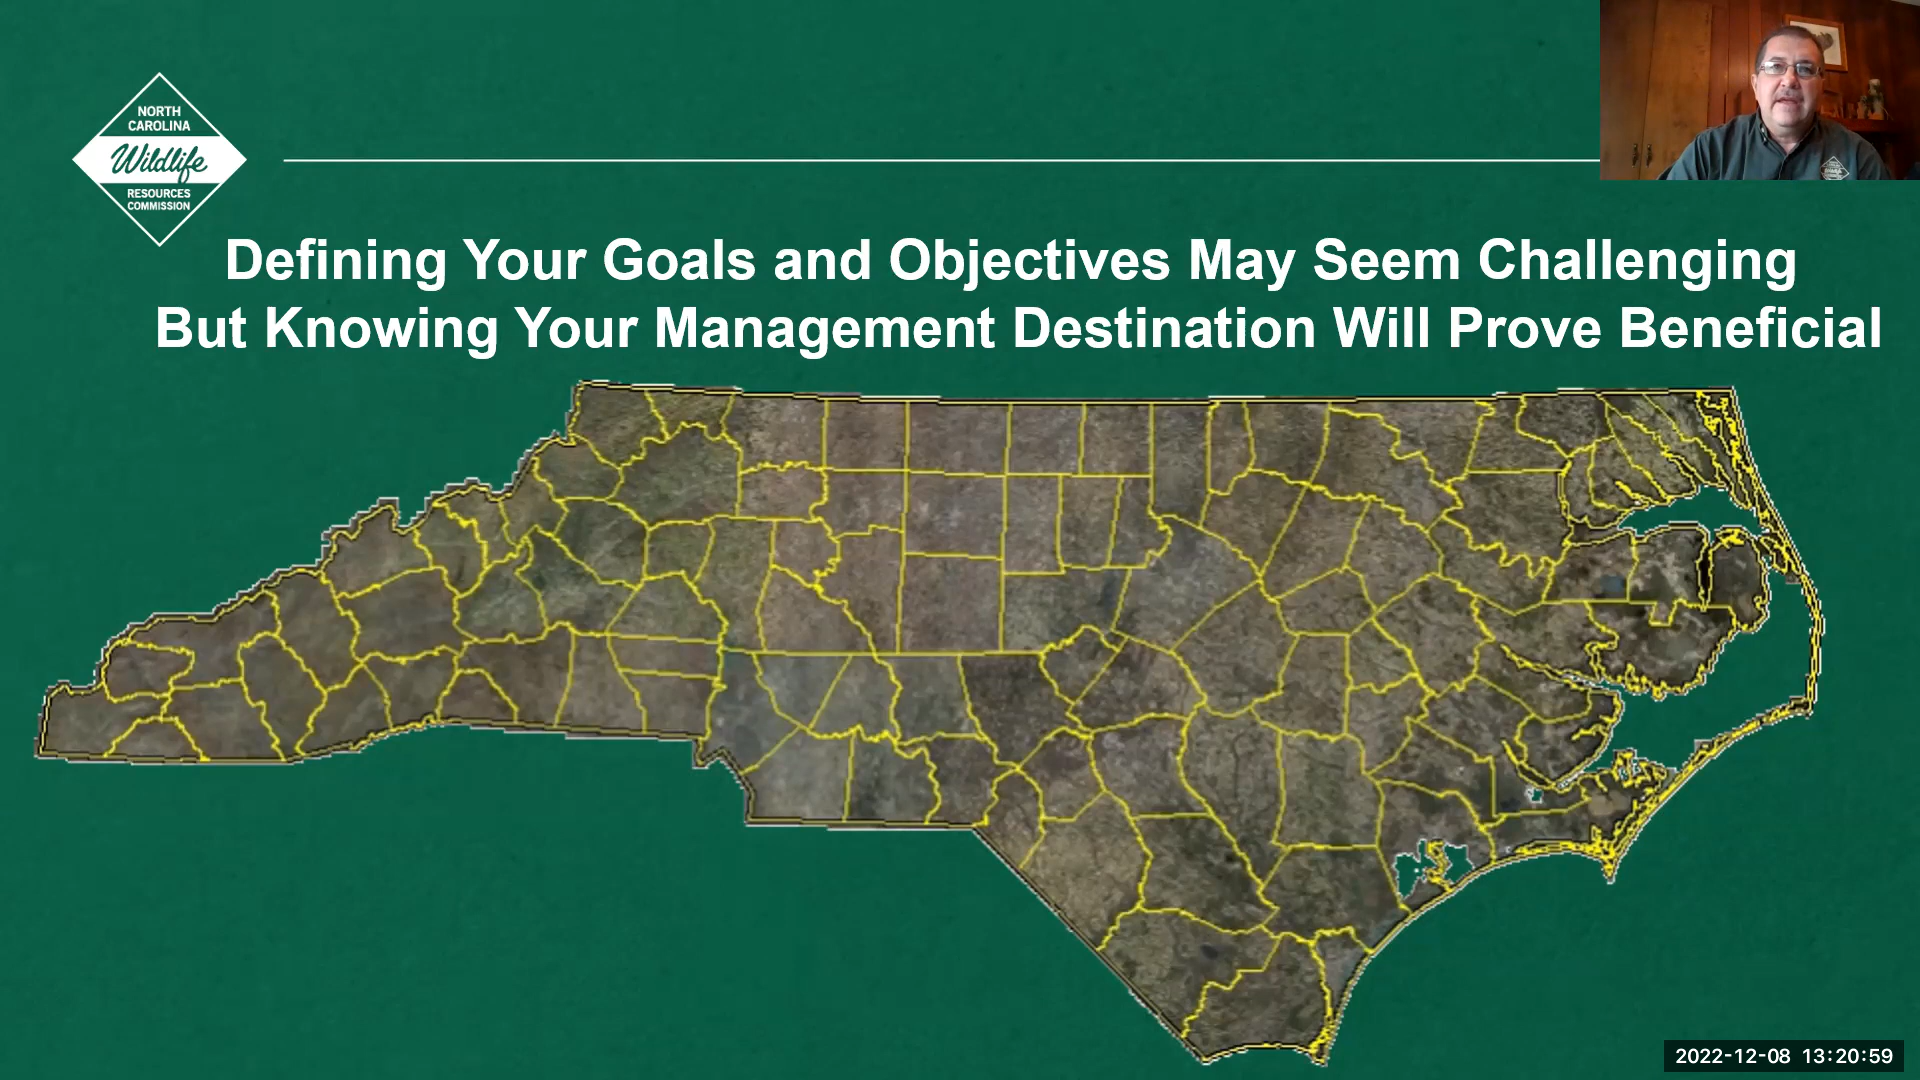 NORTH
CAROLINA
Wildlife
RESOURCES
COMMISSION
Defining Your Goals and Objectives May Seem Challenging
But Knowing Your Management Destination Will Prove Beneficial
2022-12-08 13:20:59